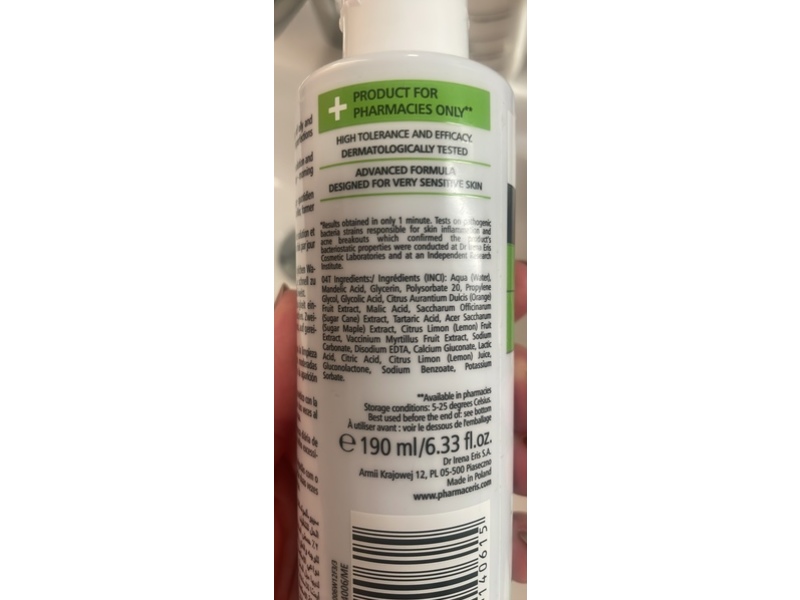 PRODUCT FOR
PHARMACIES ONLY**
HIGH TOLERANCE AND EFFICACY.
DERMATOLOGICALLY TESTED
ADVANCED FORMULA
DESIGNED FOR VERY SENSITIVE SKIN
*Results obtained in only 1 minute. Tests on pathogenic
bacteria strains responsible for skin inflammation and
acne breakouts which confirmed the product's
bacteriostatic properties were conducted at Dr Irena Eris
Cosmetic Laboratories and at an Independent Research
Institute.
04T Ingredients:/ Ingrédients (INCI): Aqua (Water),
Mandelic Acid, Glycerin, Polysorbate 20, Propylene
Glycol, Glycolic Acid, Citrus Aurantium Dulcis (Orange)
Fruit Extract, Malic Acid, Saccharum Officinarum
(Sugar Cane) Extract, Tartaric Acid, Acer Saccharum
(Sugar Maple) Extract, Citrus Limon (Lemon) Fruit
Extract, Vaccinium Myrtillus Fruit Extract, Sodium
Carbonate, Disodium EDTA, Calcium Gluconate, Lactic
Acid, Citric Acid, Citrus Limon (Lemon) Juice,
Gluconolactone, Sodium Benzoate, Potassium
Sorbate.
**Available in pharmacies
Storage conditions: 5-25 degrees Celsius.
Best used before the end of: see bottom
À utiliser avant : voir le dessous de l'emballage
℮ 190 ml/6.33 fl.oz.
Dr Irena Eris S.A.
Armii Krajowej 12, PL 05-500 Piaseczno
Made in Poland
www.pharmaceris.com